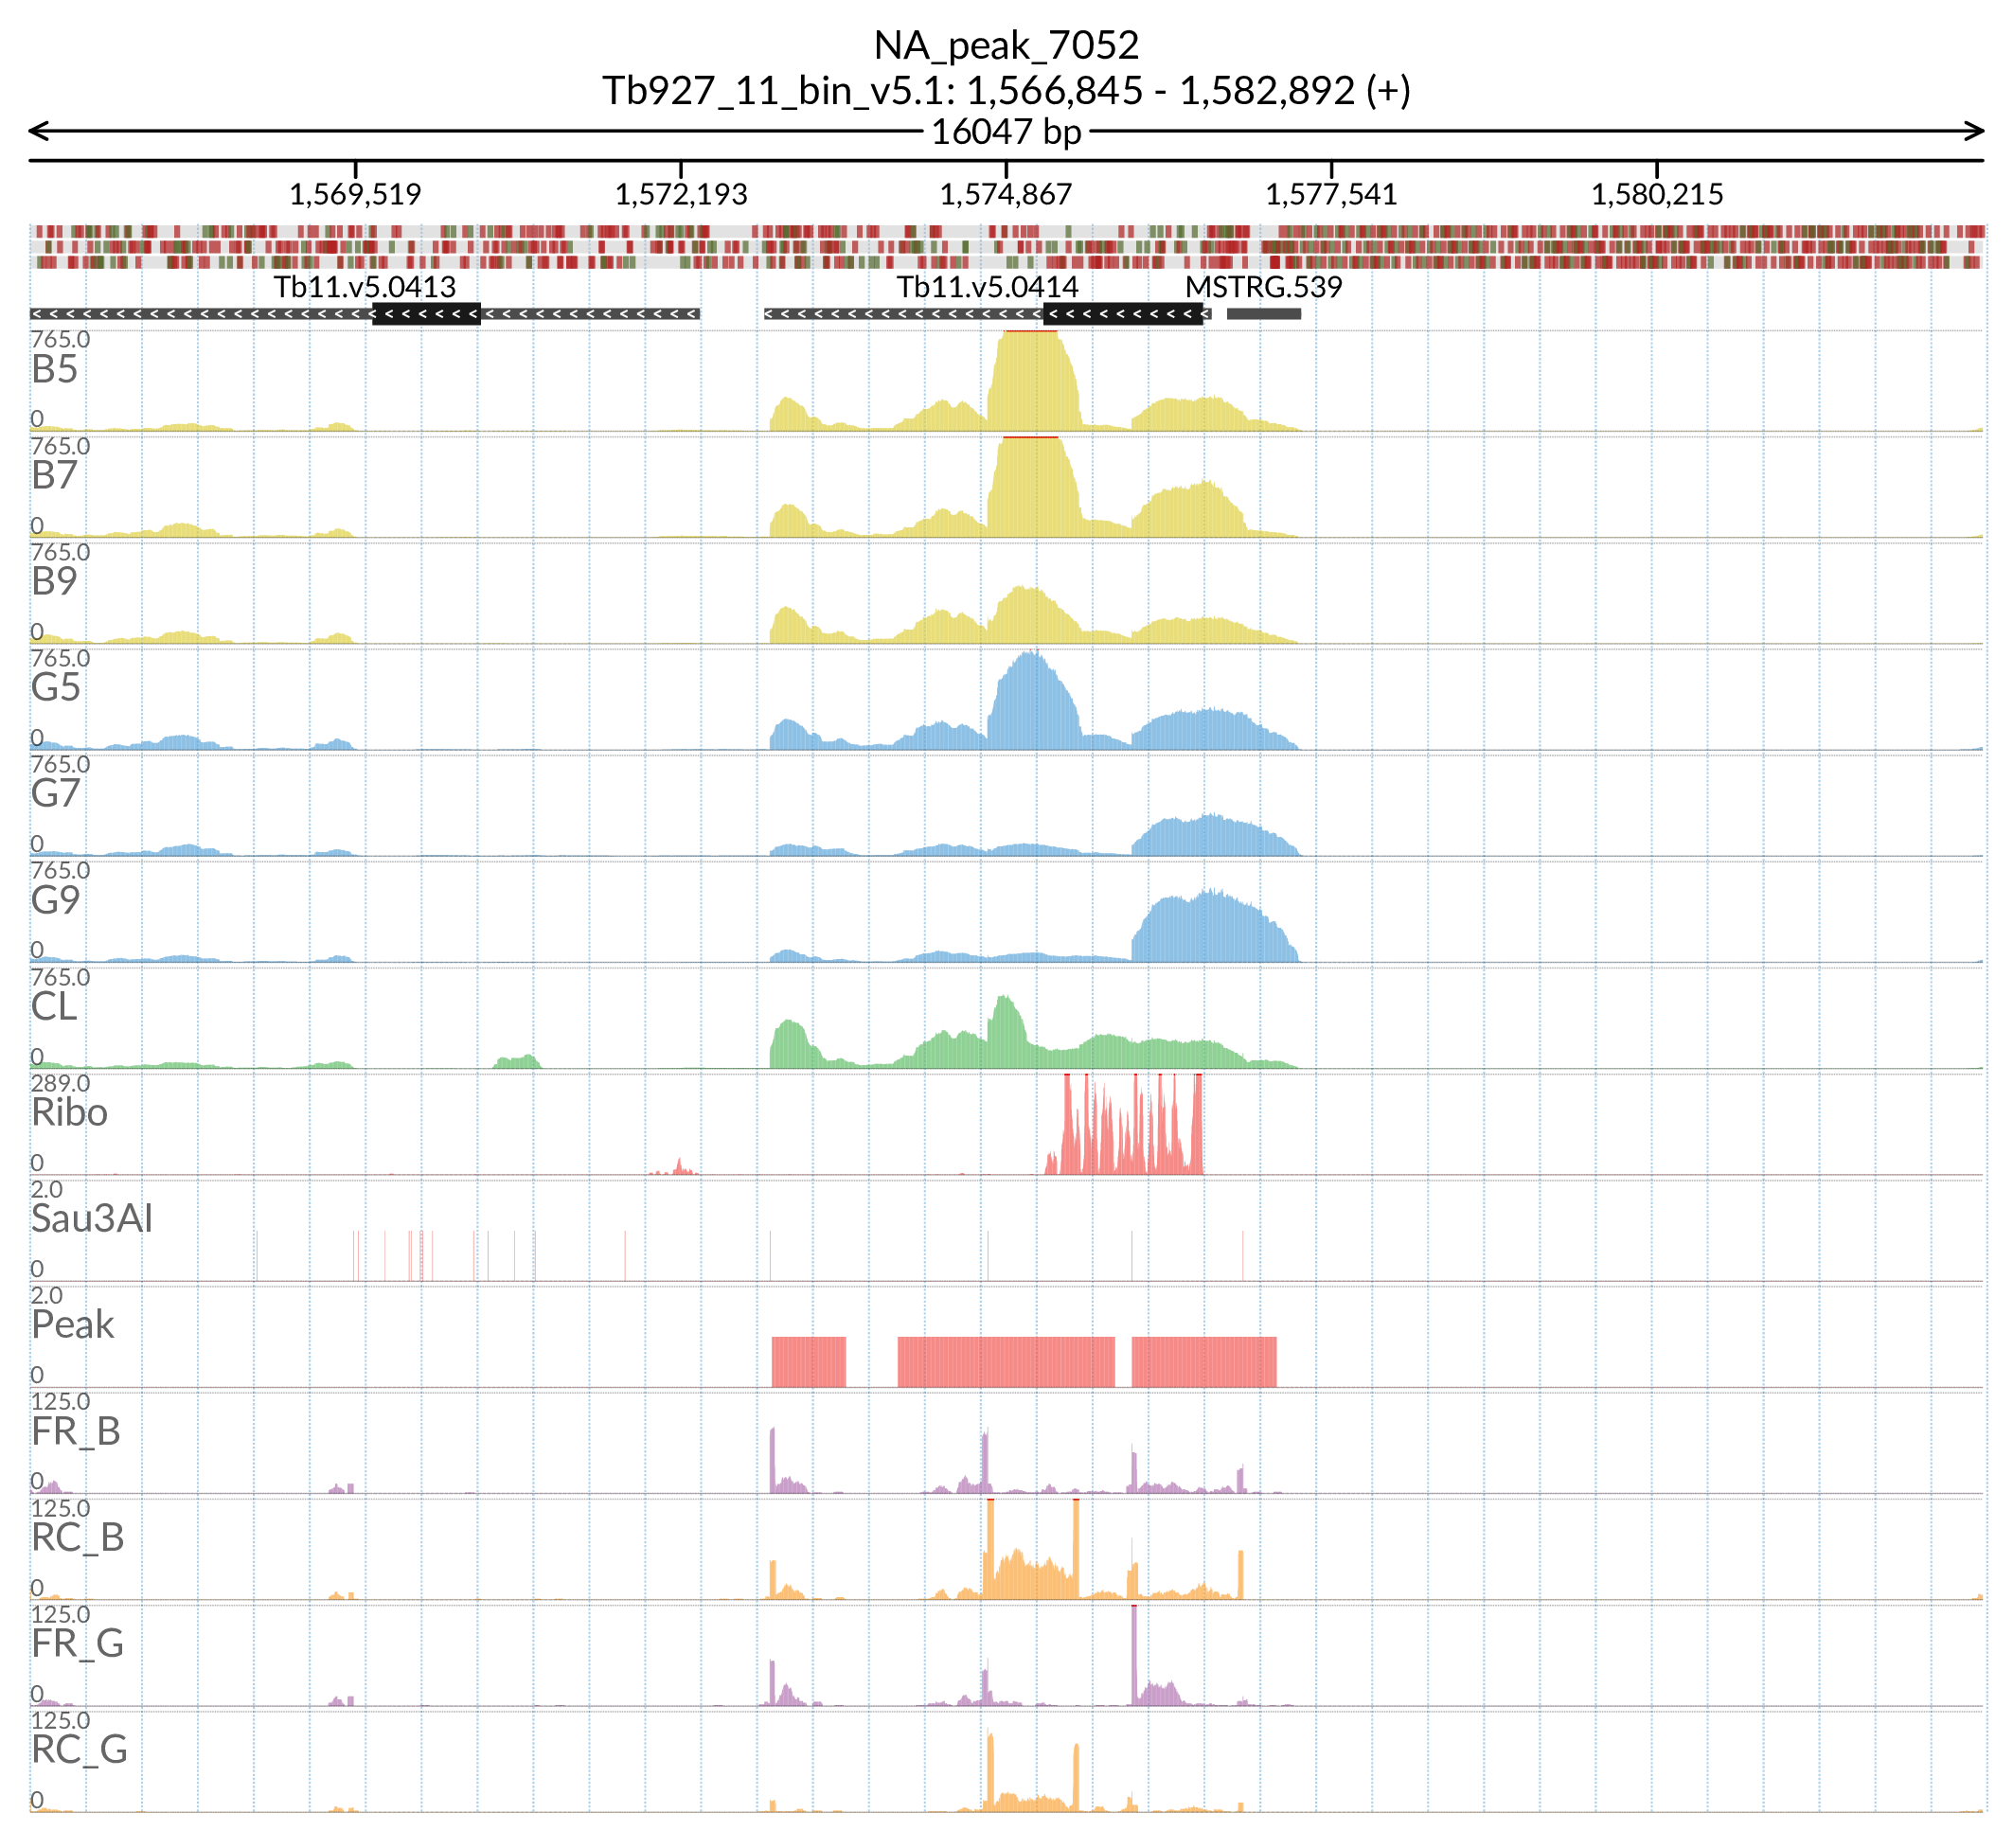 NA_peak_7052
Tb927_11_bin_v5.1: 1,566,845 - 1,582,892 (+)
16047 bp
1,569,519 1,572,193 1,574,867 1,577,541 1,580,215
Tb11.v5.0413 Tb11.v5.0414 MSTRG.539
765.0
B5
0
765.0
B7
0
765.0
B9
0
765.0
G5
0
765.0
G7
0
765.0
G9
0
765.0
CL
0
289.0
Ribo
0
2.0
Sau3AI
0
2.0
Peak
0
125.0
FR_B
0
125.0
RC_B
0
125.0
FR_G
0
125.0
RC_G
0